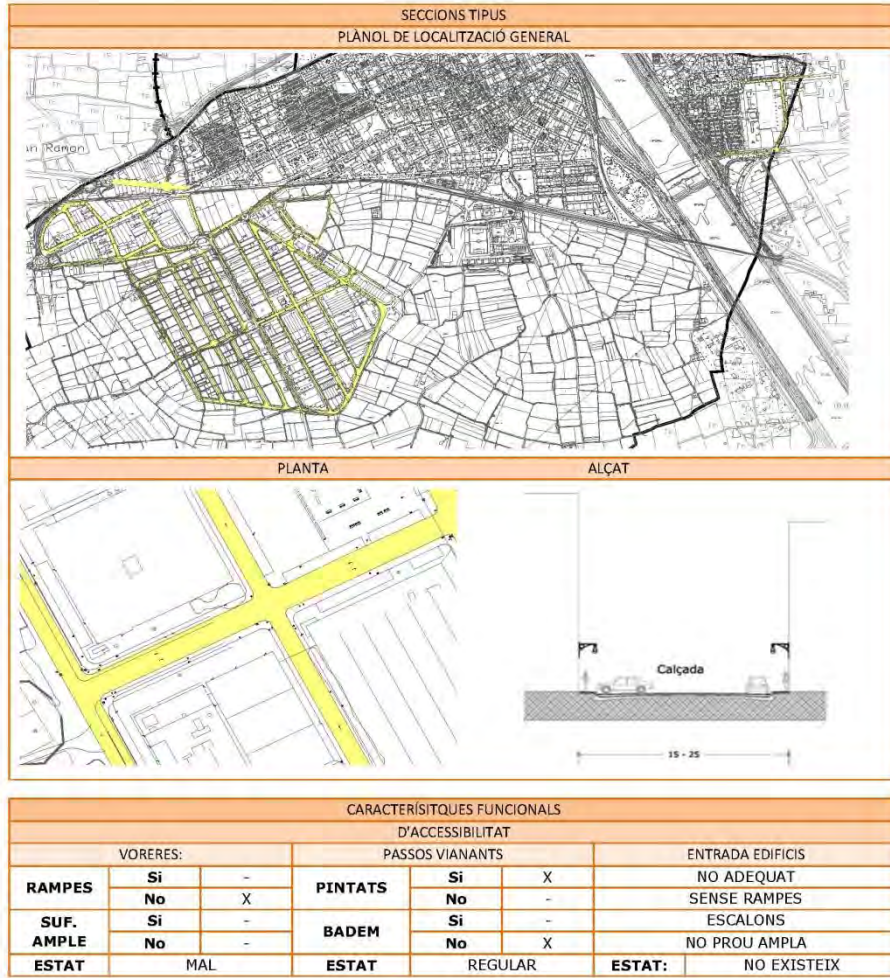 SECCIONS TIPUS
PLÀNOL DE LOCALITZACIÓ GENERAL
Ramon
PLANTA ALÇAT
Calçada
15 - 25
CARACTERÍSITQUES FUNCIONALS
D'ACCESSIBILITAT
VORERES: PASSOS VIANANTS ENTRADA EDIFICIS
RAMPES Si - PINTATS Si X NO ADEQUAT
No X No - SENSE RAMPES
SUF. AMPLE Si - BADEM Si - ESCALONS
No - No X NO PROU AMPLA
ESTAT MAL ESTAT REGULAR ESTAT: NO EXISTEIX